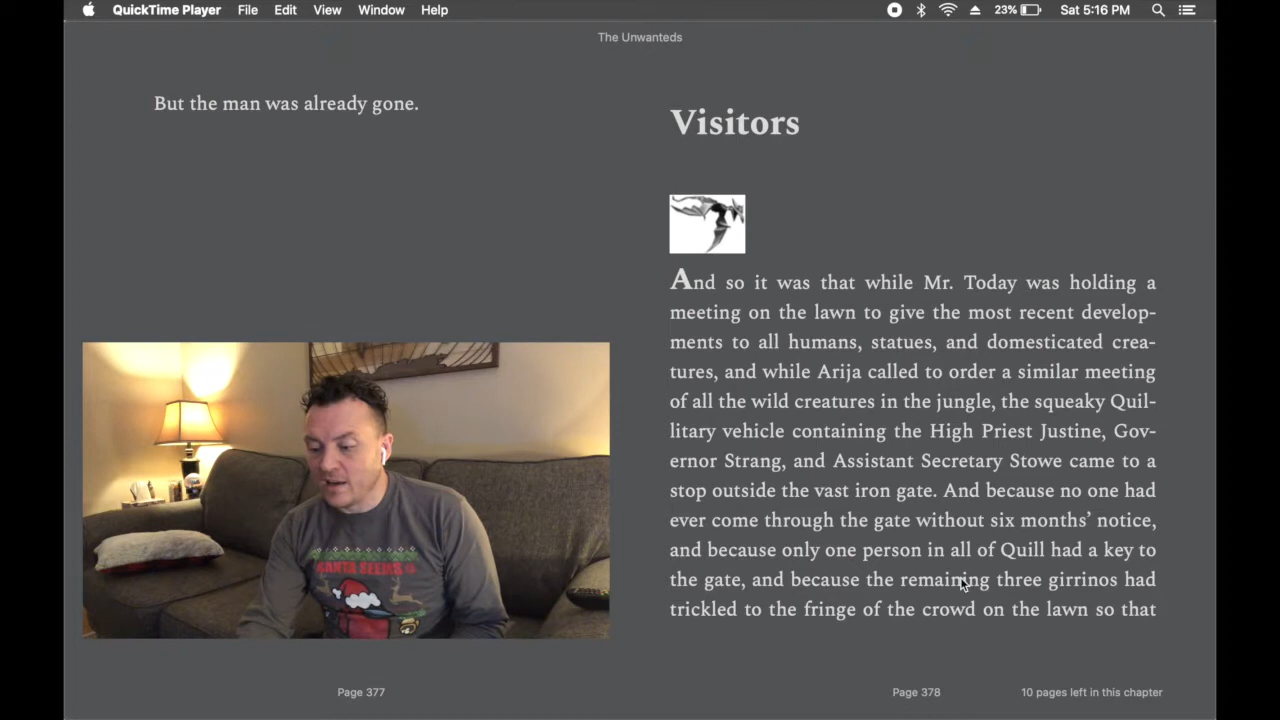 QuickTime Player File Edit View Window Help 23% Sat 5:16 PM
The Unwanteds
But the man was already gone.
Visitors
And so it was that while Mr. Today was holding a
meeting on the lawn to give the most recent develop-
ments to all humans, statues, and domesticated crea-
tures, and while Arija called to order a similar meeting
of all the wild creatures in the jungle, the squeaky Quil-
litary vehicle containing the High Priest Justine, Gov-
ernor Strang, and Assistant Secretary Stowe came to a
stop outside the vast iron gate. And because no one had
ever come through the gate without six months’ notice,
and because only one person in all of Quill had a key to
the gate, and because the remaining three girrinos had
trickled to the fringe of the crowd on the lawn so that
SANTA SEEMS
Page 377
Page 378
10 pages left in this chapter